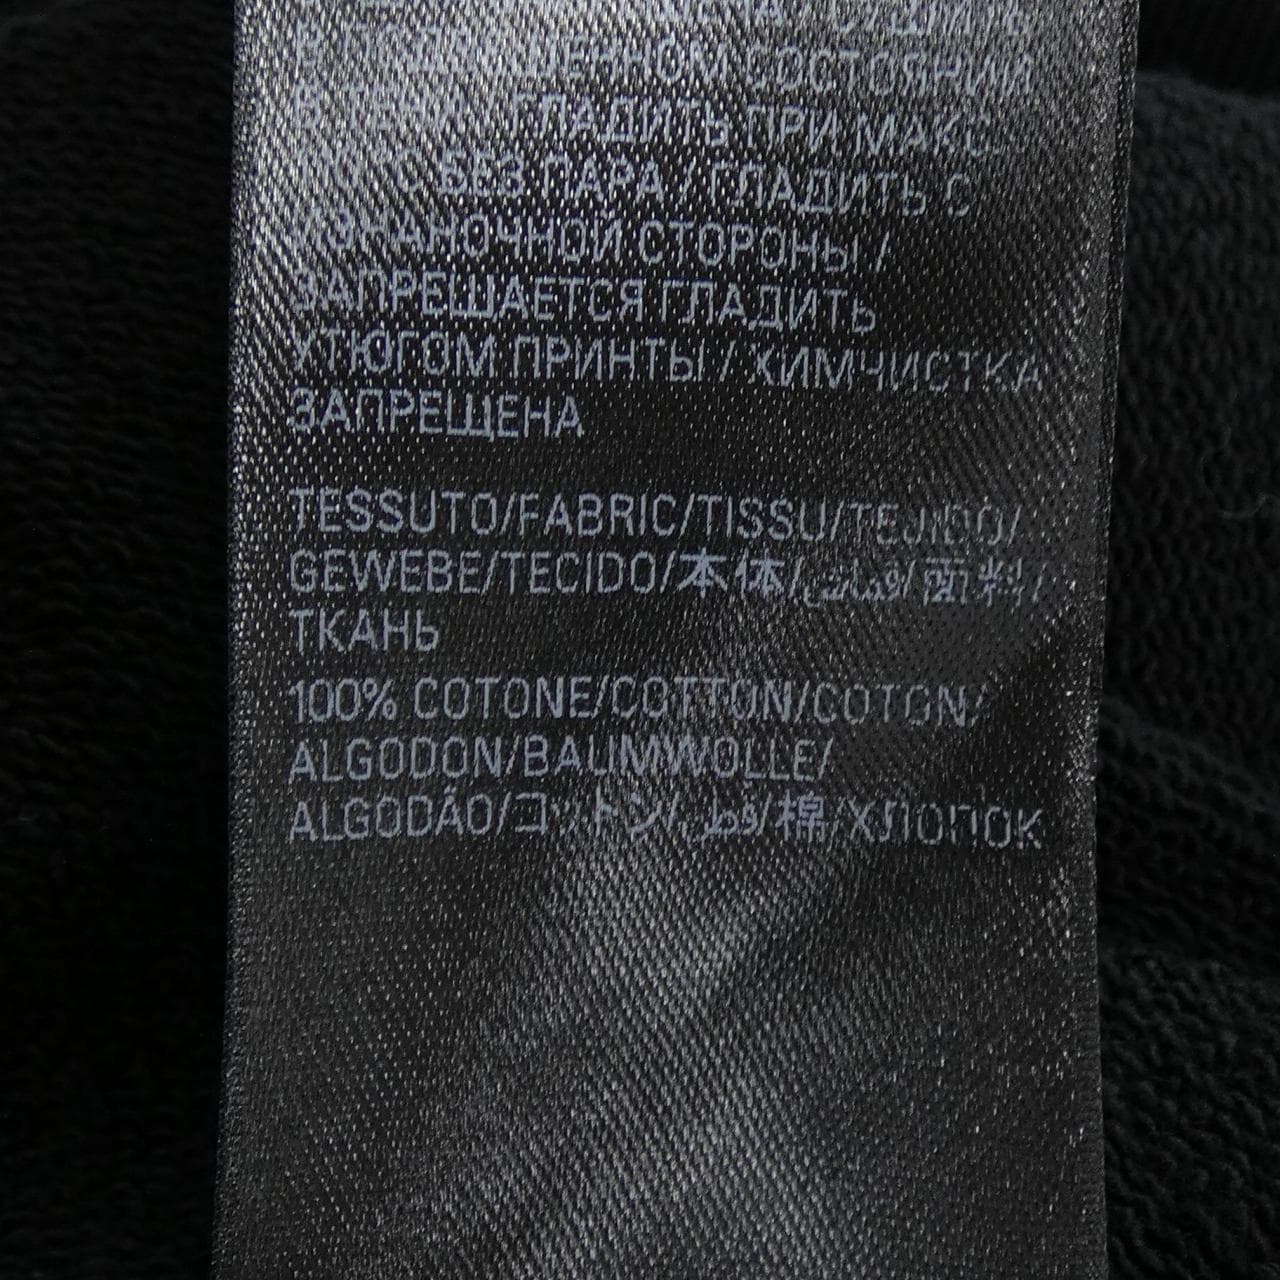 СОСТОЯНИИ
ГЛАДИТЬ ПРИ МАКС
С БЕЗ ПАРА / ГЛАДИТЬ С
ИЗНАНОЧНОЙ СТОРОНЫ /
ЗАПРЕЩАЕТСЯ ГЛАДИТЬ
УТЮГОМ ПРИНТЫ / ХИМЧИСТКА
ЗАПРЕЩЕНА
TESSUTO/FABRIC/TISSU/TEJIDO/
GEWEBE/TECIDO/本体/قماش/面料/
ТКАНЬ
100% COTONE/COTTON/COTON/
ALGODON/BAUMWOLLE/
ALGODÃO/コットン/قطن/棉/ХЛОПОК